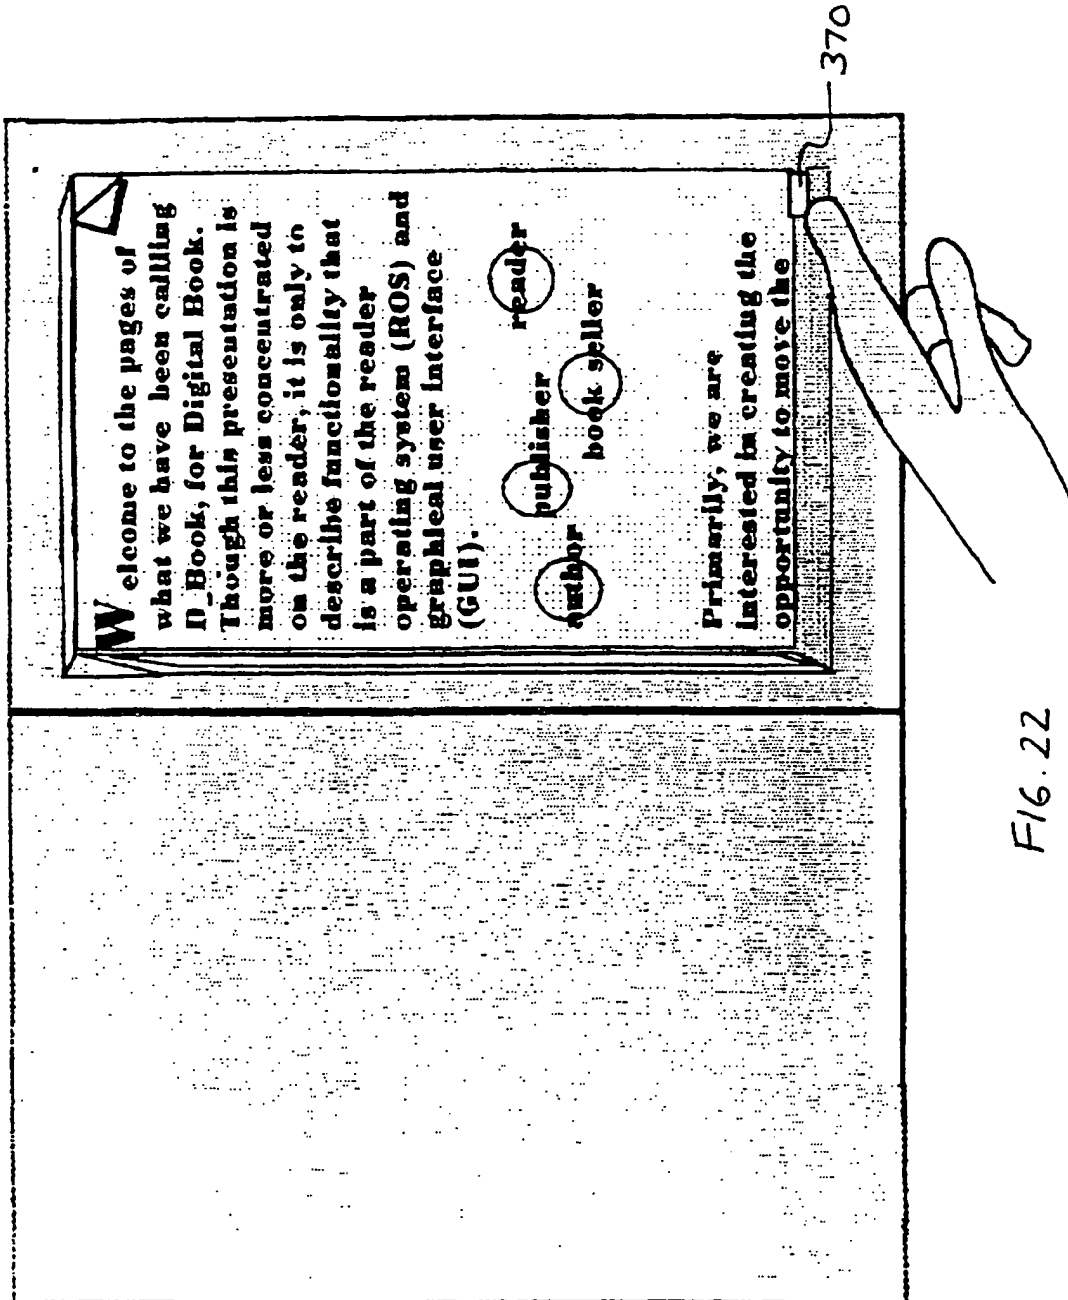 Welcome to the pages of
what we have been calling
D_Book, for Digital Book.
Though this presentation is
more or less concentrated
on the reader, it is only to
describe functionality that
is a part of the reader
operating system (ROS) and
graphical user interface
(GUI).
reader
publisher
author
book seller
Primarily, we are
interested in creating the
opportunity to move the
370
FIG. 22